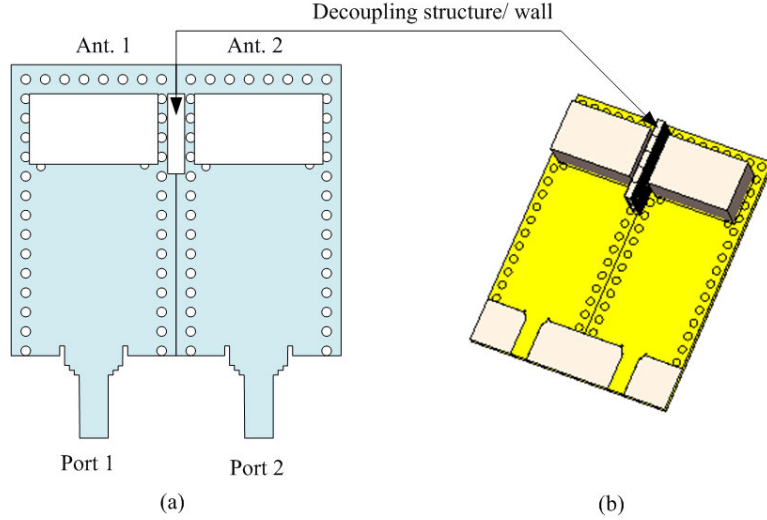 Decoupling structure/ wall
Ant. 1
Ant. 2
Port 1
Port 2
(a)
(b)